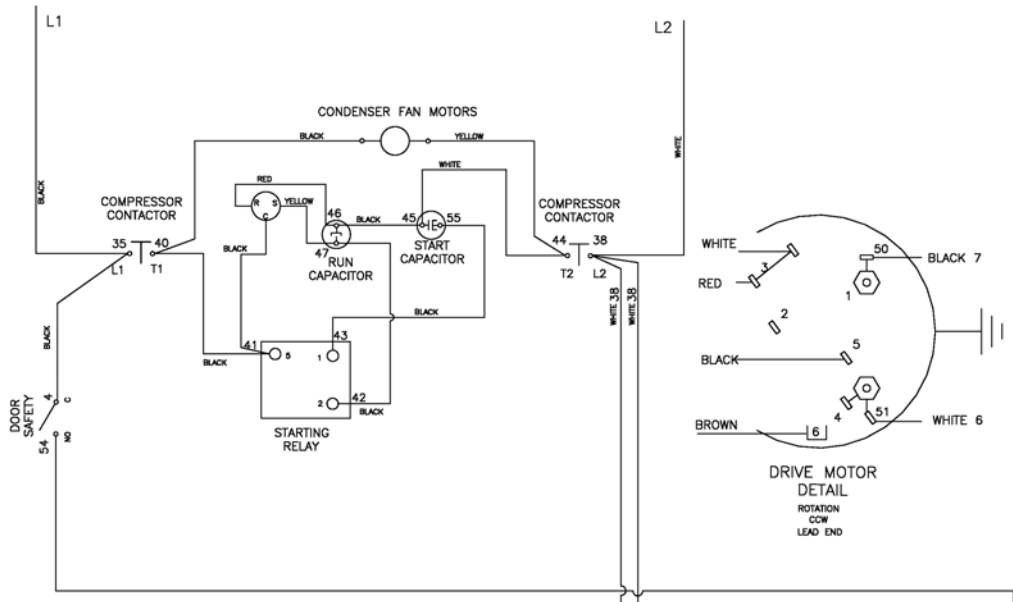 L1
L2
CONDENSER FAN MOTORS
BLACK
YELLOW
WHITE
WHITE
BLACK
RED
COMPRESSOR
CONTACTOR
R S
C
YELLOW
46
BLACK
45
55
COMPRESSOR
CONTACTOR
START
CAPACITOR
35
40
L1
T1
BLACK
47
RUN
CAPACITOR
44
38
T2
L2
WHITE 38
WHITE 38
BLACK
41
5
BLACK
43
1
BLACK
2
42
BLACK
STARTING
RELAY
BLACK
DOOR
SAFETY
4
C
54
NO
WHITE
3
RED
50
BLACK 7
1
2
5
BLACK
4
51
WHITE 6
BROWN
6
DRIVE MOTOR
DETAIL
ROTATION
CCW
LEAD END